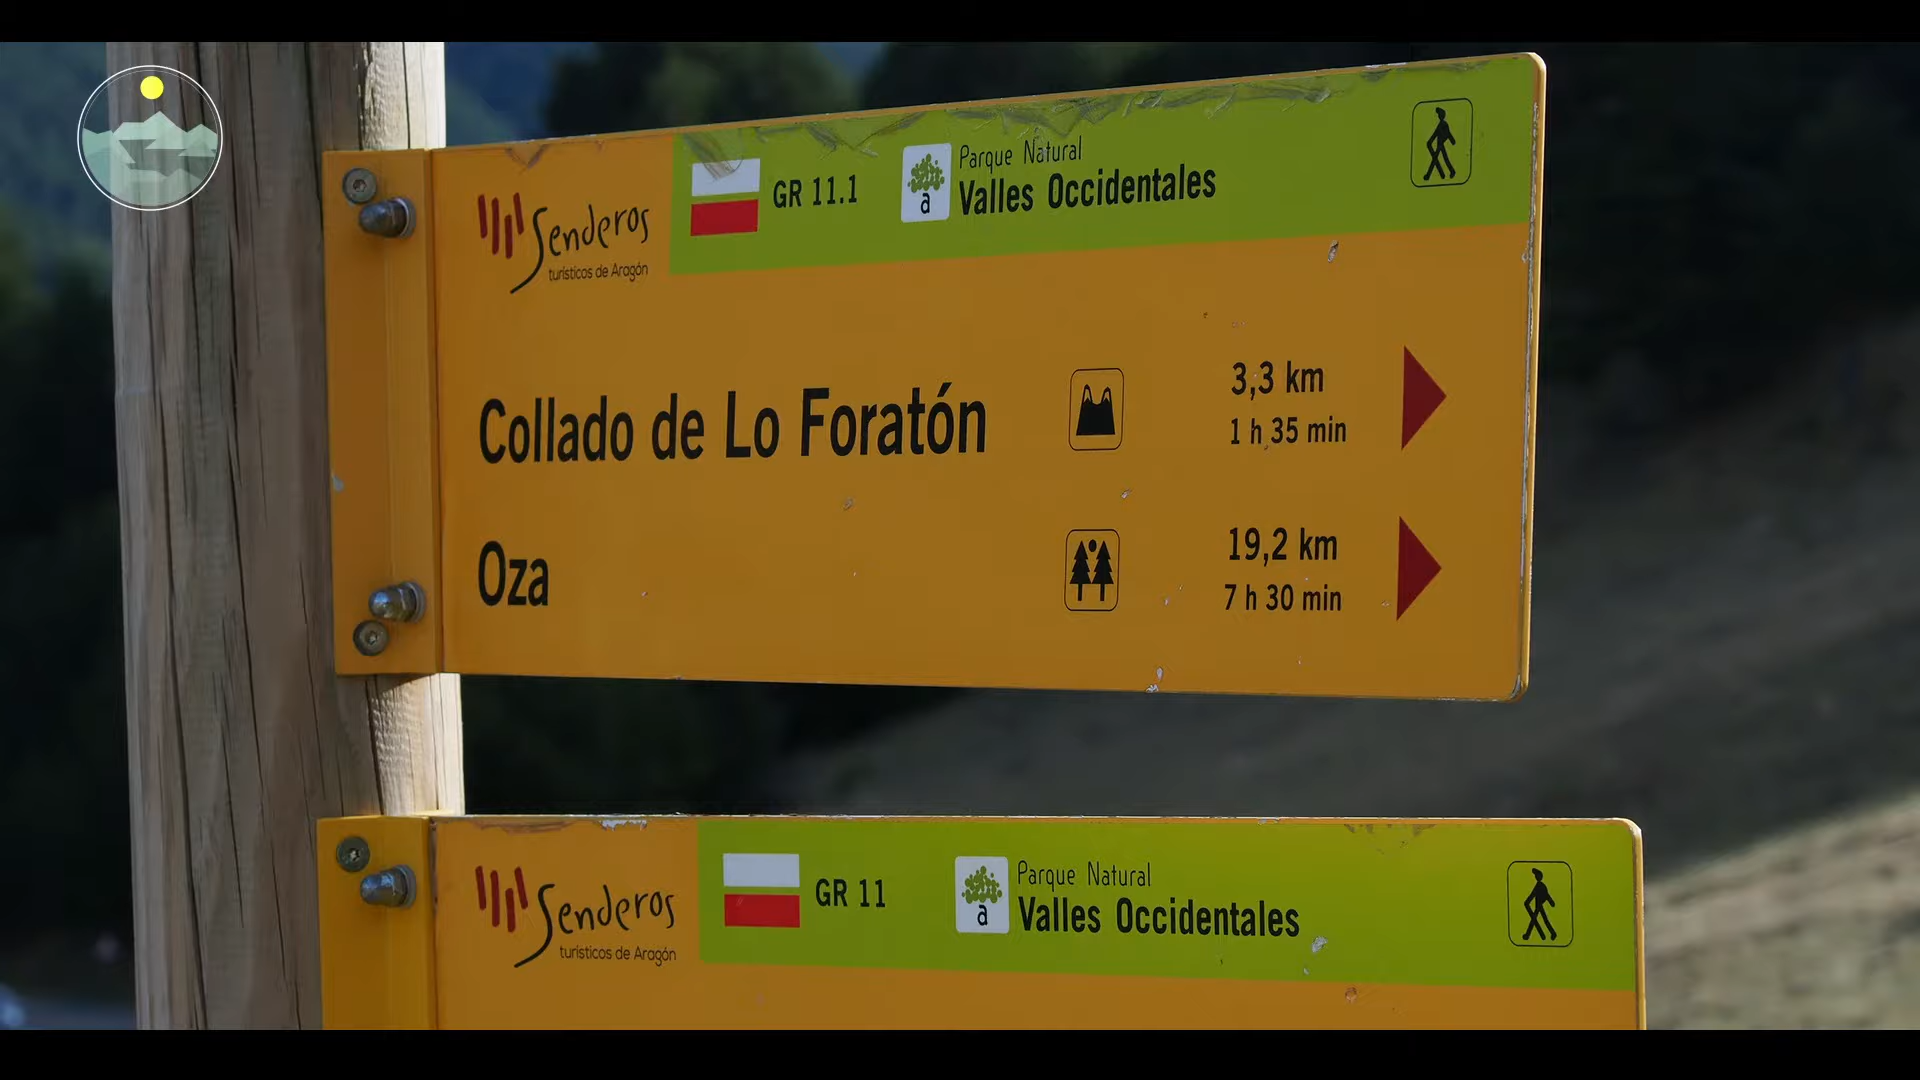 Senderos
turísticos de Aragón
GR 11.1
Parque Natural
Valles Occidentales
a
Collado de Lo Foratón
3,3 km
1 h 35 min
Oza
19,2 km
7 h 30 min
Senderos
turísticos de Aragón
GR 11
Parque Natural
Valles Occidentales
a